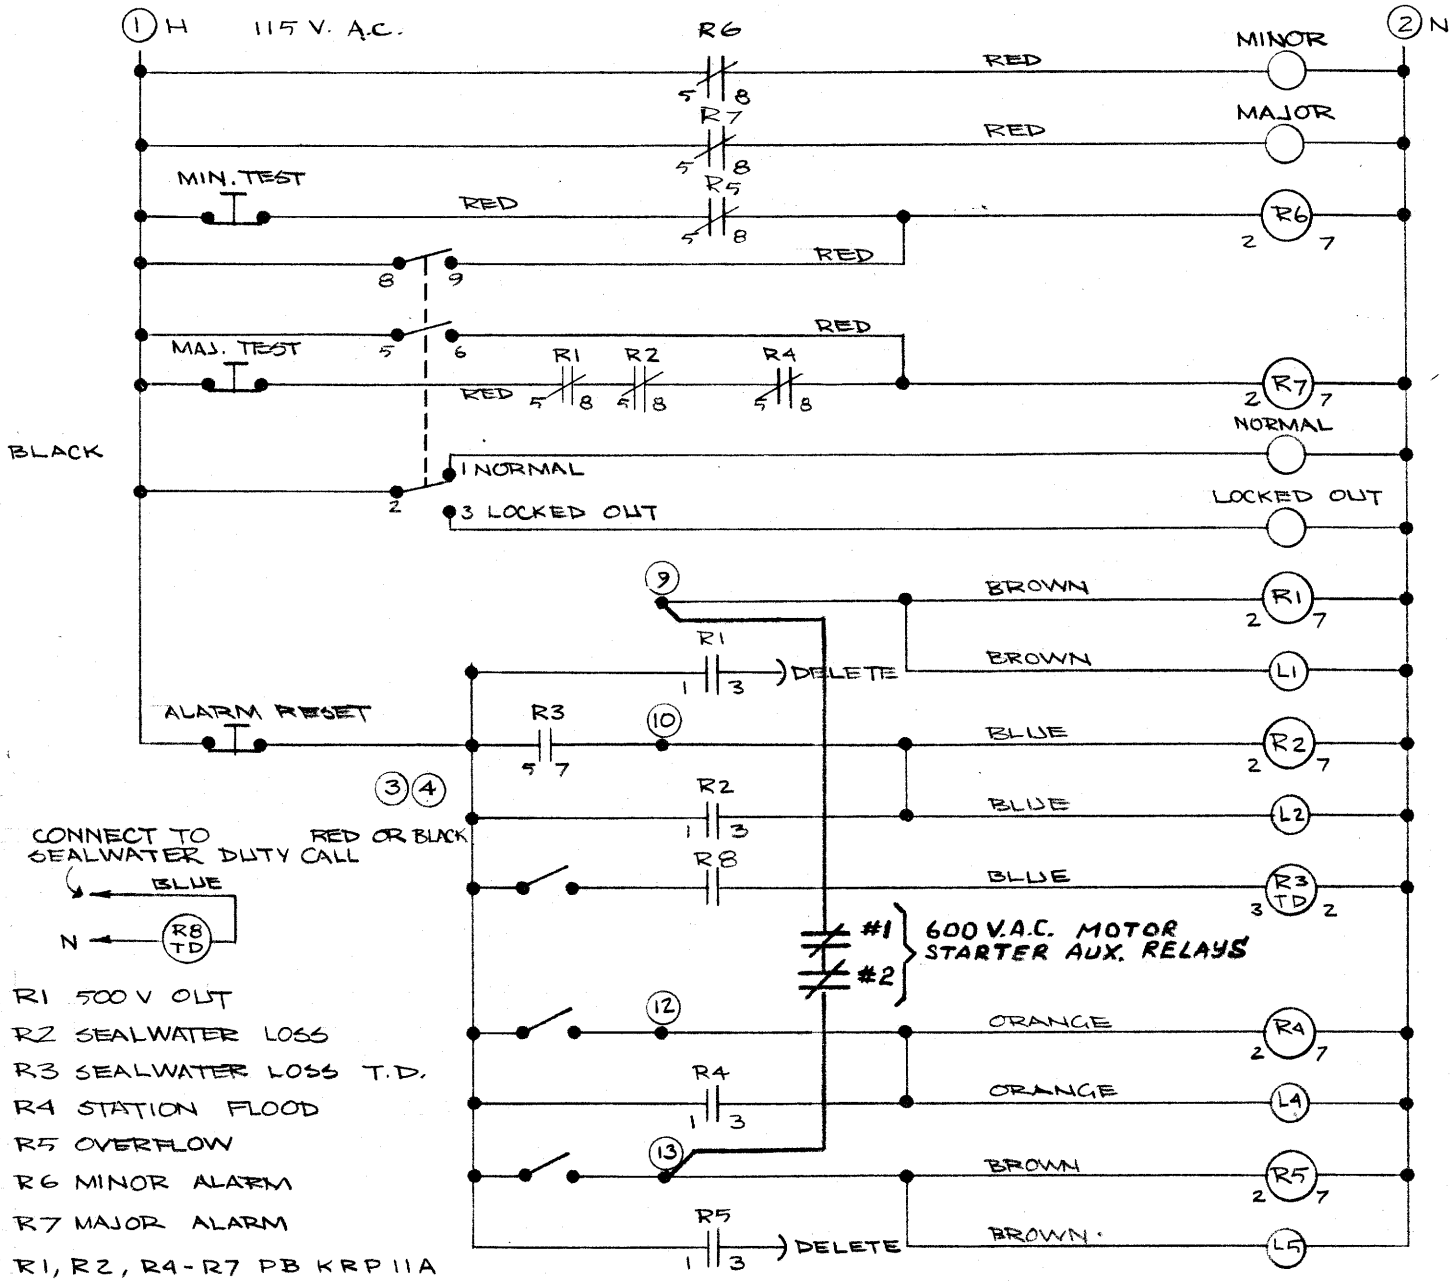 1 H 115 V. A.C. R6 2 N
MINOR
RED
5 8
R7 MAJOR
RED
5 8
MIN. TEST R5
RED R6
5 8 2 7
RED
8 9
RED
5 6
MAJ. TEST R1 R2 R4
RED 5 8 5 8 5 8 R7
2 7
NORMAL
BLACK
1 NORMAL
2
LOCKED OUT
3 LOCKED OUT
9 BROWN R1
2 7
R1 BROWN L1
1 3 DELETE
ALARM RESET R3 10
BLUE R2
5 7 2 7
3 4 R2
BLUE L2
1 3
CONNECT TO RED OR BLACK
SEALWATER DUTY CALL R8
BLUE BLUE R3
TD
3 2
N R8
TD
#1 600 V.A.C. MOTOR
#2 STARTER AUX. RELAYS
R1 500 V OUT
12 ORANGE R4
2 7
R2 SEALWATER LOSS
R3 SEALWATER LOSS T.D.
R4 ORANGE L4
1 3
R4 STATION FLOOD
R5 OVERFLOW
13 BROWN R5
2 7
R6 MINOR ALARM
R5
R7 MAJOR ALARM
1 3 DELETE BROWN. L5
R1, R2, R4-R7 PB KRP11A